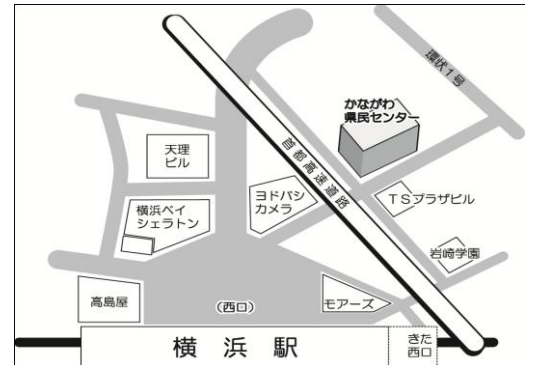 環状1号
かながわ
県民センター
首都高速道路
天理
ビル
ヨドバシ
カメラ
TSプラザビル
横浜ベイ
シェラトン
岩崎学園
高島屋
(西口)
モアーズ
横浜駅
きた
西口